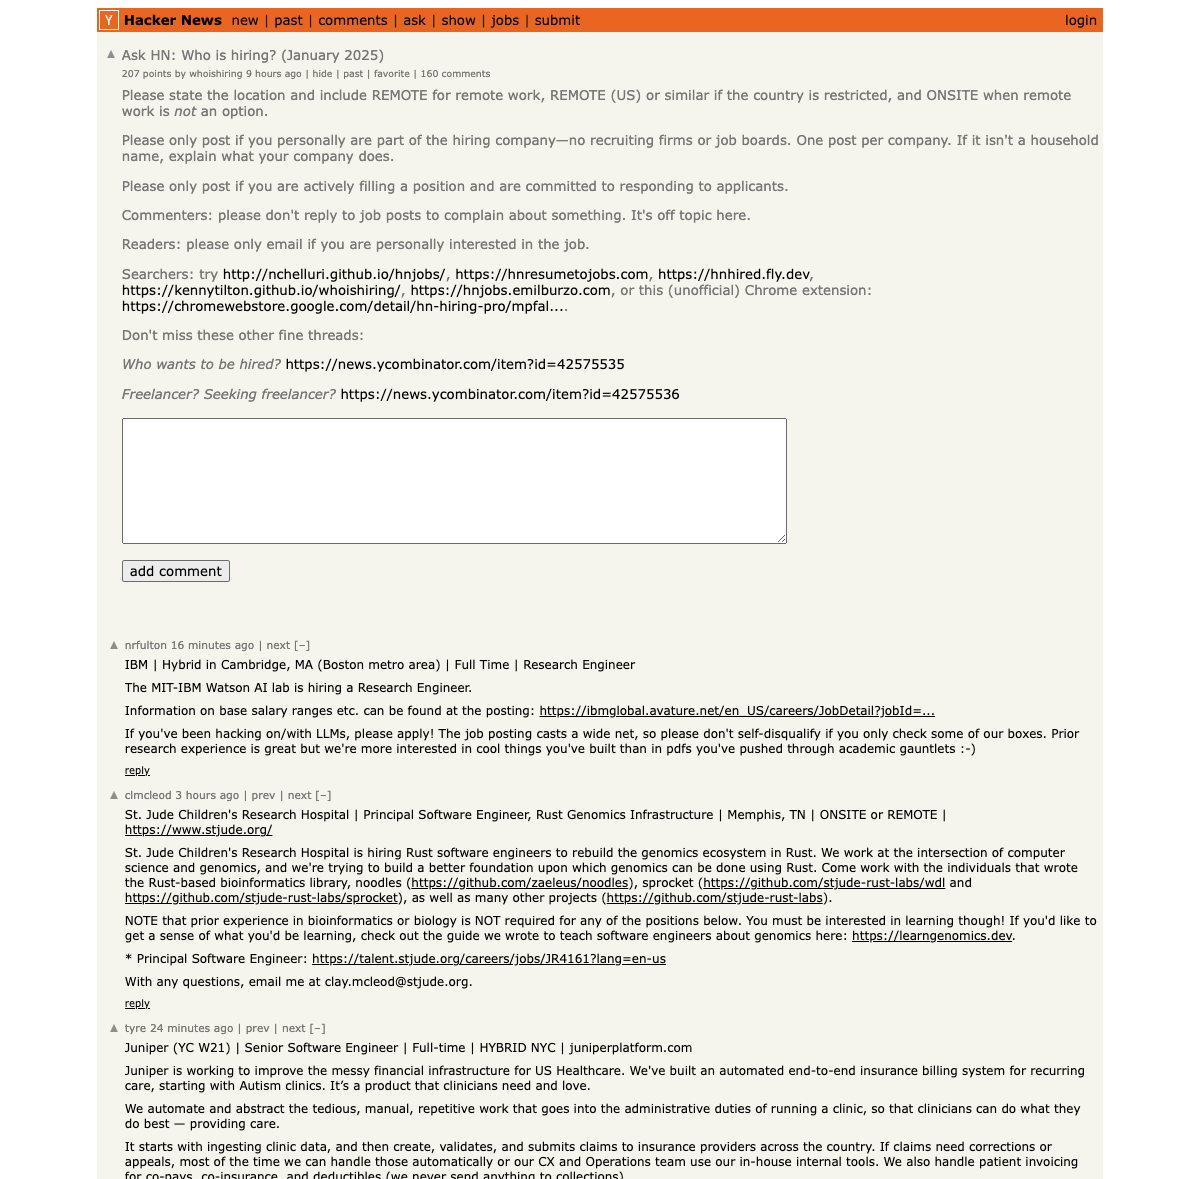 Y Hacker News new | past | comments | ask | show | jobs | submit login
▲ Ask HN: Who is hiring? (January 2025)
207 points by whoishiring 9 hours ago | hide | past | favorite | 160 comments
Please state the location and include REMOTE for remote work, REMOTE (US) or similar if the country is restricted, and ONSITE when remote
work is not an option.
Please only post if you personally are part of the hiring company—no recruiting firms or job boards. One post per company. If it isn't a household
name, explain what your company does.
Please only post if you are actively filling a position and are committed to responding to applicants.
Commenters: please don't reply to job posts to complain about something. It's off topic here.
Readers: please only email if you are personally interested in the job.
Searchers: try http://nchelluri.github.io/hnjobs/, https://hnresumetojobs.com, https://hnhired.fly.dev,
https://kennytilton.github.io/whoishiring/, https://hnjobs.emilburzo.com, or this (unofficial) Chrome extension:
https://chromewebstore.google.com/detail/hn-hiring-pro/mpfal....
Don't miss these other fine threads:
Who wants to be hired? https://news.ycombinator.com/item?id=42575535
Freelancer? Seeking freelancer? https://news.ycombinator.com/item?id=42575536
add comment
▲ nrfulton 16 minutes ago | next [–]
IBM | Hybrid in Cambridge, MA (Boston metro area) | Full Time | Research Engineer
The MIT-IBM Watson AI lab is hiring a Research Engineer.
Information on base salary ranges etc. can be found at the posting: https://ibmglobal.avature.net/en_US/careers/JobDetail?jobId=...
If you've been hacking on/with LLMs, please apply! The job posting casts a wide net, so please don't self-disqualify if you only check some of our boxes. Prior
research experience is great but we're more interested in cool things you've built than in pdfs you've pushed through academic gauntlets :-)
reply
▲ clmcleod 3 hours ago | prev | next [–]
St. Jude Children's Research Hospital | Principal Software Engineer, Rust Genomics Infrastructure | Memphis, TN | ONSITE or REMOTE |
https://www.stjude.org/
St. Jude Children's Research Hospital is hiring Rust software engineers to rebuild the genomics ecosystem in Rust. We work at the intersection of computer
science and genomics, and we're trying to build a better foundation upon which genomics can be done using Rust. Come work with the individuals that wrote
the Rust-based bioinformatics library, noodles (https://github.com/zaeleus/noodles), sprocket (https://github.com/stjude-rust-labs/wdl and
https://github.com/stjude-rust-labs/sprocket), as well as many other projects (https://github.com/stjude-rust-labs).
NOTE that prior experience in bioinformatics or biology is NOT required for any of the positions below. You must be interested in learning though! If you'd like to
get a sense of what you'd be learning, check out the guide we wrote to teach software engineers about genomics here: https://learngenomics.dev.
* Principal Software Engineer: https://talent.stjude.org/careers/jobs/JR4161?lang=en-us
With any questions, email me at clay.mcleod@stjude.org.
reply
▲ tyre 24 minutes ago | prev | next [–]
Juniper (YC W21) | Senior Software Engineer | Full-time | HYBRID NYC | juniperplatform.com
Juniper is working to improve the messy financial infrastructure for US Healthcare. We've built an automated end-to-end insurance billing system for recurring
care, starting with Autism clinics. It’s a product that clinicians need and love.
We automate and abstract the tedious, manual, repetitive work that goes into the administrative duties of running a clinic, so that clinicians can do what they
do best — providing care.
It starts with ingesting clinic data, and then create, validates, and submits claims to insurance providers across the country. If claims need corrections or
appeals, most of the time we can handle those automatically or our CX and Operations team use our in-house internal tools. We also handle patient invoicing
for co-pays, co-insurance, and deductibles (we never send anything to collections).